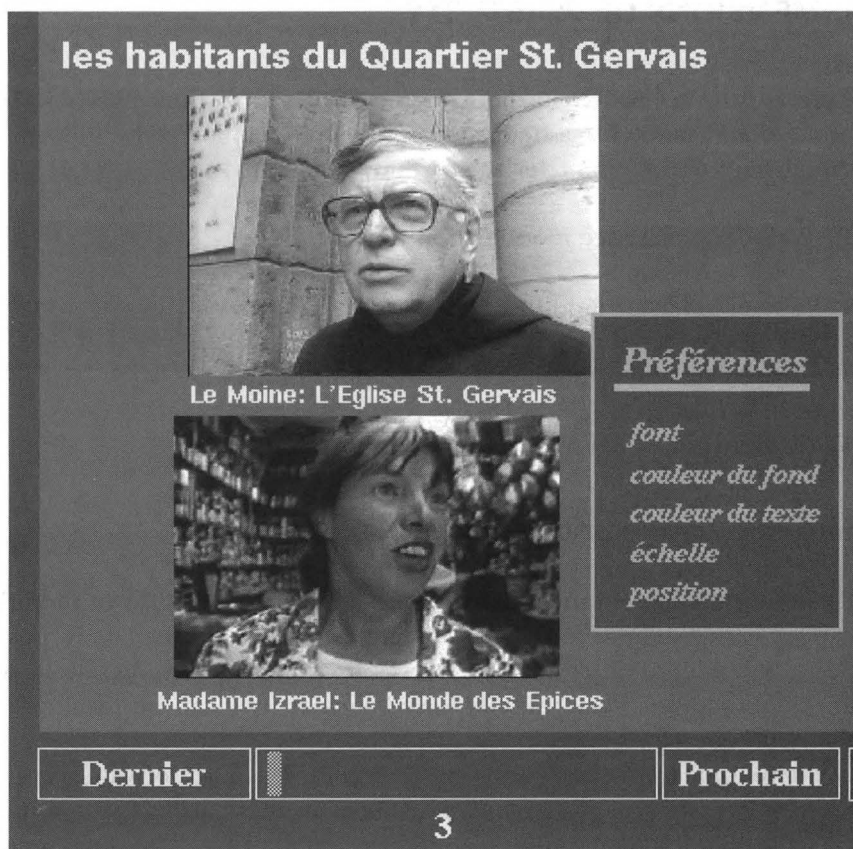 les habitants du Quartier St. Gervais
Le Moine: L'Eglise St. Gervais
Préférences
font
couleur du fond
couleur du texte
échelle
position
Madame Izrael: Le Monde des Epices
Dernier
Prochain
3